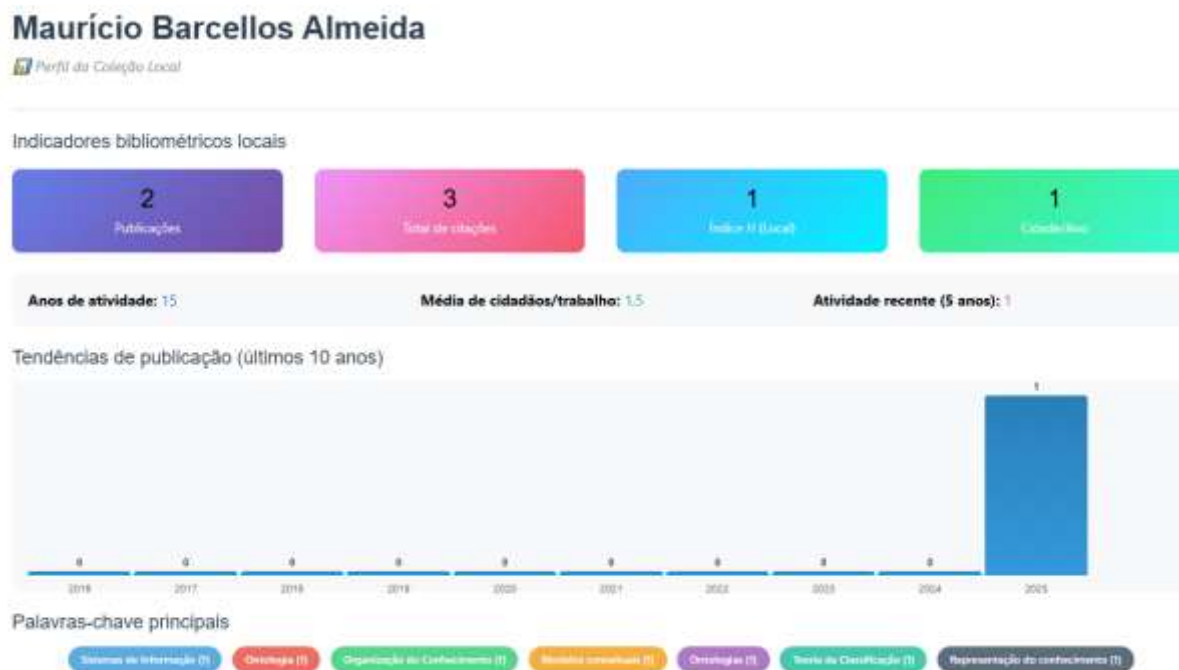 Maurício Barcellos Almeida
Perfil da Coleção Local
Indicadores bibliométricos locais
2
Publicações
3
Total de citações
1
Índice H (Local)
1
Anos de atividade: 15
Média de cidadãos/trabalho: 1.5
Atividade recente (5 anos): 1
Tendências de publicação (últimos 10 anos)
1
0 0 0 0 0 0 0 0 0
2016 2017 2018 2019 2020 2021 2022 2023 2024 2025
Palavras-chave principais
Sistemas de Informação (1) Ontologia (1) Organização do Conhecimento (1) Modelos conceituais (1) Ontologias (1) Teoria da Classificação (1) Representação do conhecimento (1)